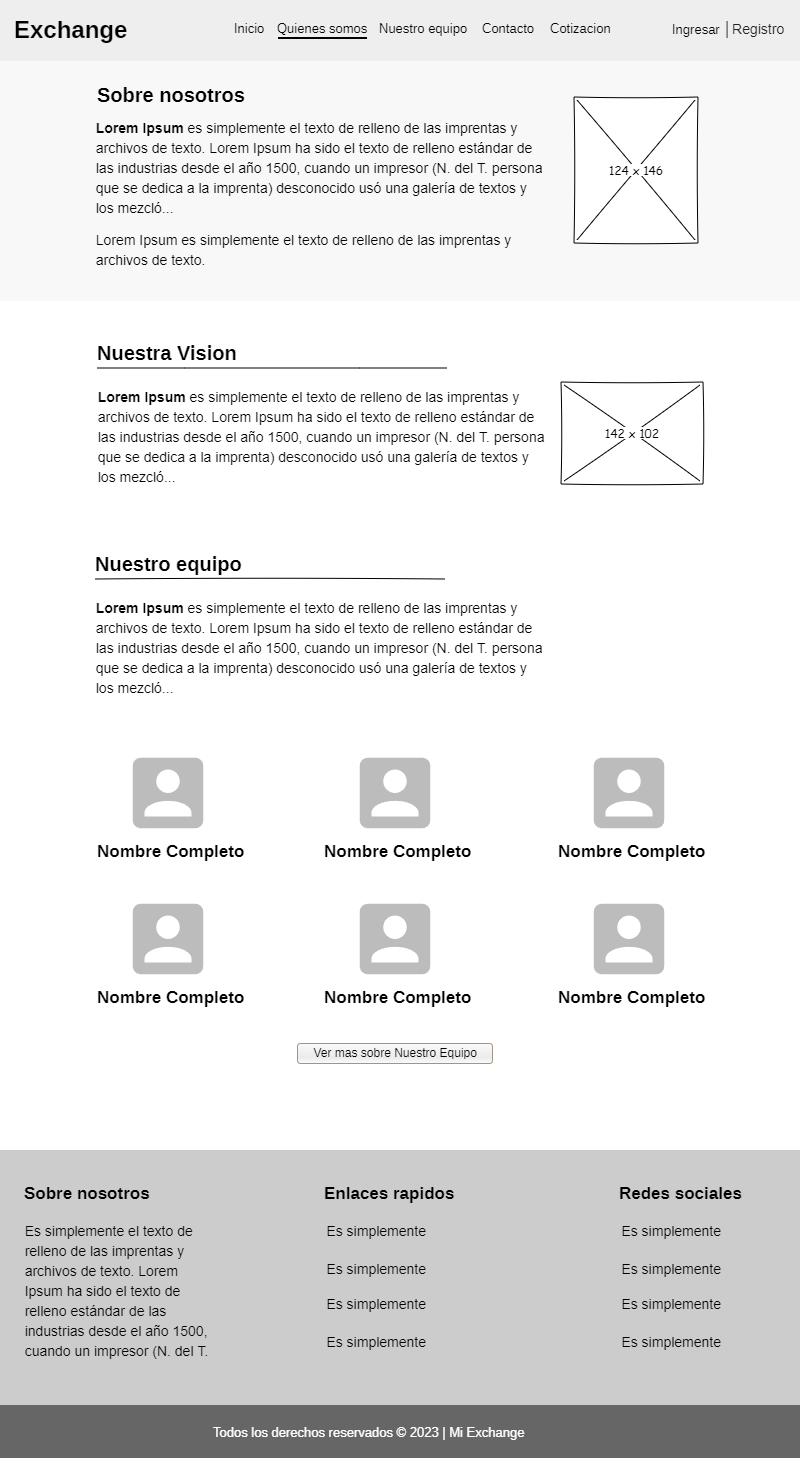 Exchange
Inicio Quienes somos Nuestro equipo Contacto Cotizacion
Ingresar | Registro
Sobre nosotros
Lorem Ipsum es simplemente el texto de relleno de las imprentas y
archivos de texto. Lorem Ipsum ha sido el texto de relleno estándar de
las industrias desde el año 1500, cuando un impresor (N. del T. persona
que se dedica a la imprenta) desconocido usó una galería de textos y
los mezcló...
Lorem Ipsum es simplemente el texto de relleno de las imprentas y
archivos de texto.
124 x 146
Nuestra Vision
Lorem Ipsum es simplemente el texto de relleno de las imprentas y
archivos de texto. Lorem Ipsum ha sido el texto de relleno estándar de
las industrias desde el año 1500, cuando un impresor (N. del T. persona
que se dedica a la imprenta) desconocido usó una galería de textos y
los mezcló...
142 x 102
Nuestro equipo
Lorem Ipsum es simplemente el texto de relleno de las imprentas y
archivos de texto. Lorem Ipsum ha sido el texto de relleno estándar de
las industrias desde el año 1500, cuando un impresor (N. del T. persona
que se dedica a la imprenta) desconocido usó una galería de textos y
los mezcló...
Nombre Completo
Nombre Completo
Nombre Completo
Nombre Completo
Nombre Completo
Nombre Completo
Ver mas sobre Nuestro Equipo
Sobre nosotros
Es simplemente el texto de
relleno de las imprentas y
archivos de texto. Lorem
Ipsum ha sido el texto de
relleno estándar de las
industrias desde el año 1500,
cuando un impresor (N. del T.
Enlaces rapidos
Es simplemente
Es simplemente
Es simplemente
Es simplemente
Redes sociales
Es simplemente
Es simplemente
Es simplemente
Es simplemente
Todos los derechos reservados © 2023 | Mi Exchange